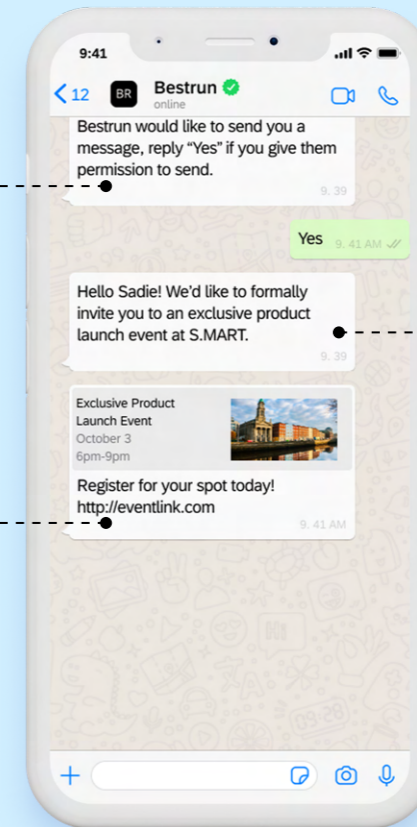 9:41
12
BR
Bestrun
online
Bestrun would like to send you a
message, reply “Yes” if you give them
permission to send.
9. 39
Yes
9. 41 AM
Hello Sadie! We’d like to formally
invite you to an exclusive product
launch event at S.MART.
9. 39
Exclusive Product
Launch Event
October 3
6pm-9pm
Register for your spot today!
http://eventlink.com
9. 41 AM